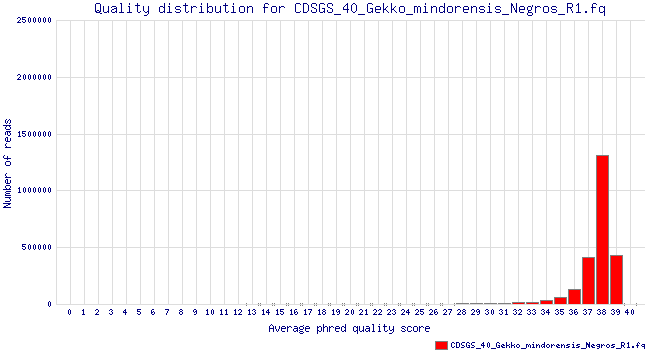 Quality distribution for CDSGS_40_Gekko_mindorensis_Negros_R1.fq
2500000
2000000
1500000
1000000
500000
0
Number of reads
0 1 2 3 4 5 6 7 8 9 10 11 12 13 14 15 16 17 18 19 20 21 22 23 24 25 26 27 28 29 30 31 32 33 34 35 36 37 38 39 40
Average phred quality score
CDSGS_40_Gekko_mindorensis_Negros_R1.fq